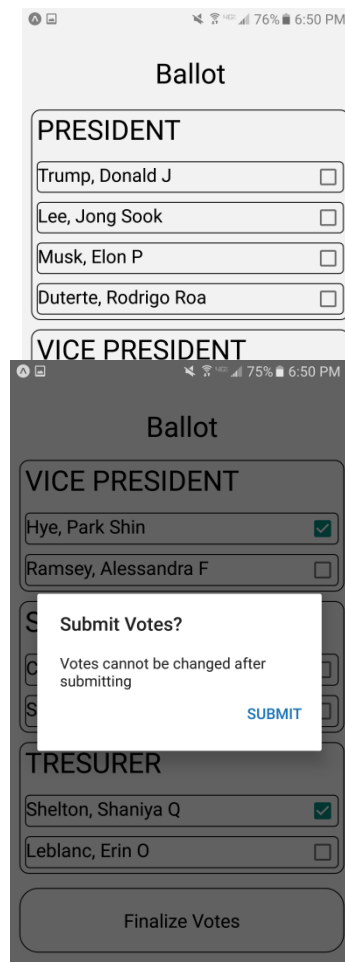 76% 6:50 PM
Ballot
PRESIDENT
Trump, Donald J
Lee, Jong Sook
Musk, Elon P
Duterte, Rodrigo Roa
VICE PRESIDENT
75% 6:50 PM
Ballot
VICE PRESIDENT
Hye, Park Shin
Ramsey, Alessandra F
S
Submit Votes?
C
Votes cannot be changed after
submitting
S
SUBMIT
TRESURER
Shelton, Shaniya Q
Leblanc, Erin O
Finalize Votes